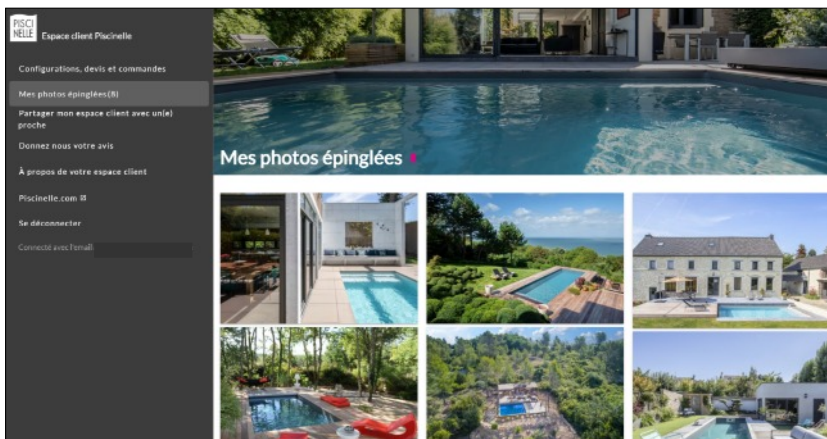 PISCI
NELLE
Espace client Piscinelle
Configurations, devis et commandes
Mes photos épinglées(8)
Partager mon espace client avec un(e)
proche
Donnez nous votre avis
À propos de votre espace client
Piscinelle.com
Se déconnecter
Connecté avec l'email
Mes photos épinglées